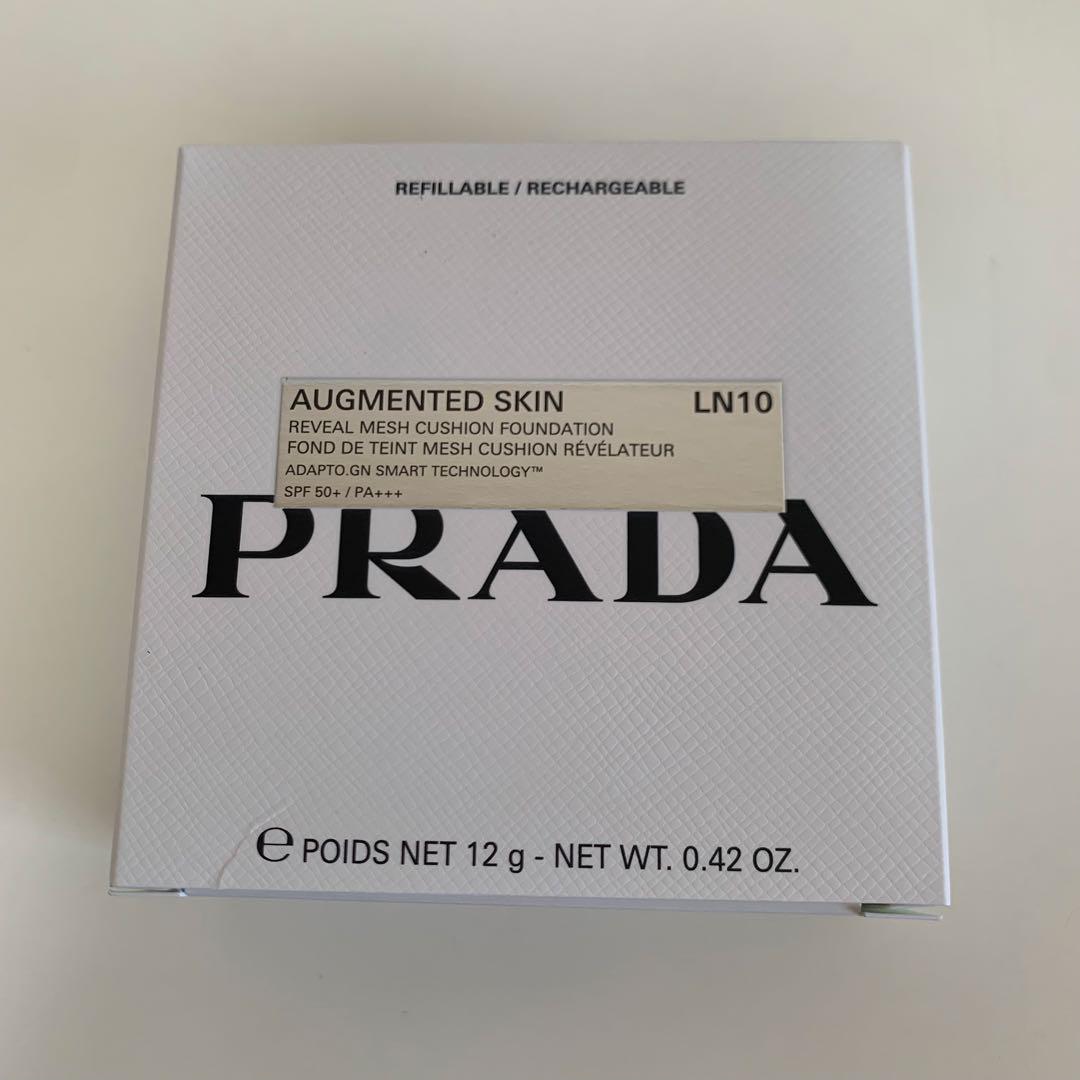 REFILLABLE / RECHARGEABLE
AUGMENTED SKIN LN10
REVEAL MESH CUSHION FOUNDATION
FOND DE TEINT MESH CUSHION RÉVÉLATEUR
ADAPTO.GN SMART TECHNOLOGY™
SPF 50+ / PA+++
PRADA
℮ POIDS NET 12 g - NET WT. 0.42 OZ.